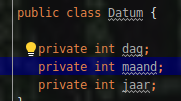 public class Datum {
private int dag;
private int maand;
private int jaar;
}